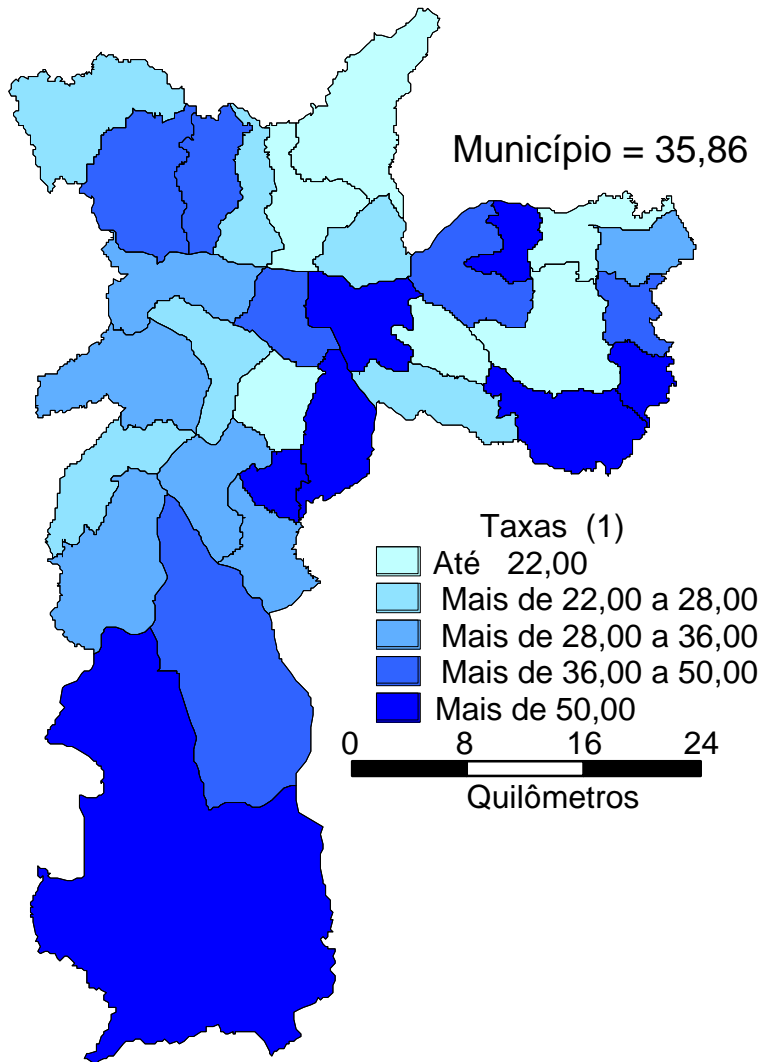 Município = 35,86
Taxas (1)
Até 22,00
Mais de 22,00 a 28,00
Mais de 28,00 a 36,00
Mais de 36,00 a 50,00
Mais de 50,00
0 8 16 24
Quilômetros